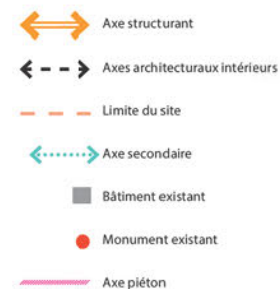 Axe structurant
Axes architecturaux intérieurs
Limite du site
Axe secondaire
Bâtiment existant
Monument existant
Axe piéton